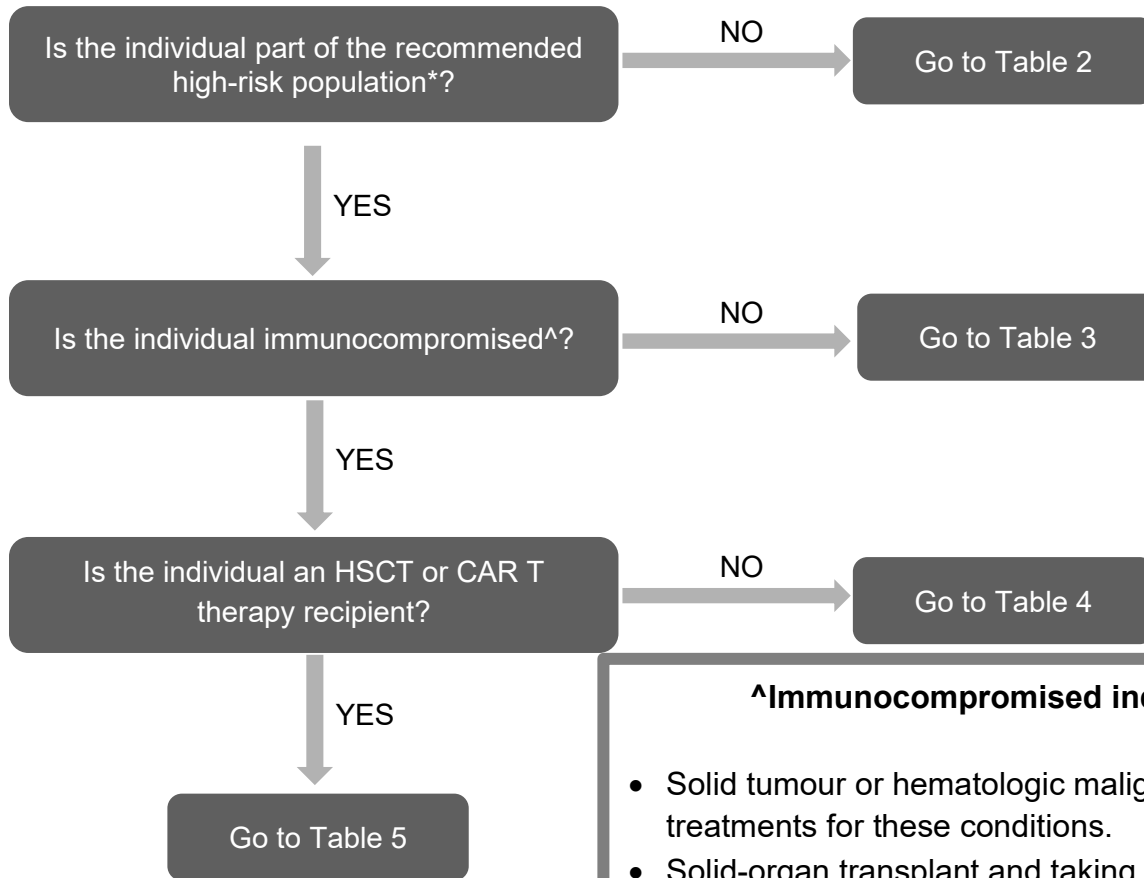 Is the individual part of the recommended
high-risk population*?
NO
Go to Table 2
YES
Is the individual immunocompromised^?
NO
Go to Table 3
YES
Is the individual an HSCT or CAR T
therapy recipient?
NO
Go to Table 4
YES
Go to Table 5
^Immunocompromised
• Solid tumour or hematologic
treatments for these conditions.
• Solid-organ transplant and taking